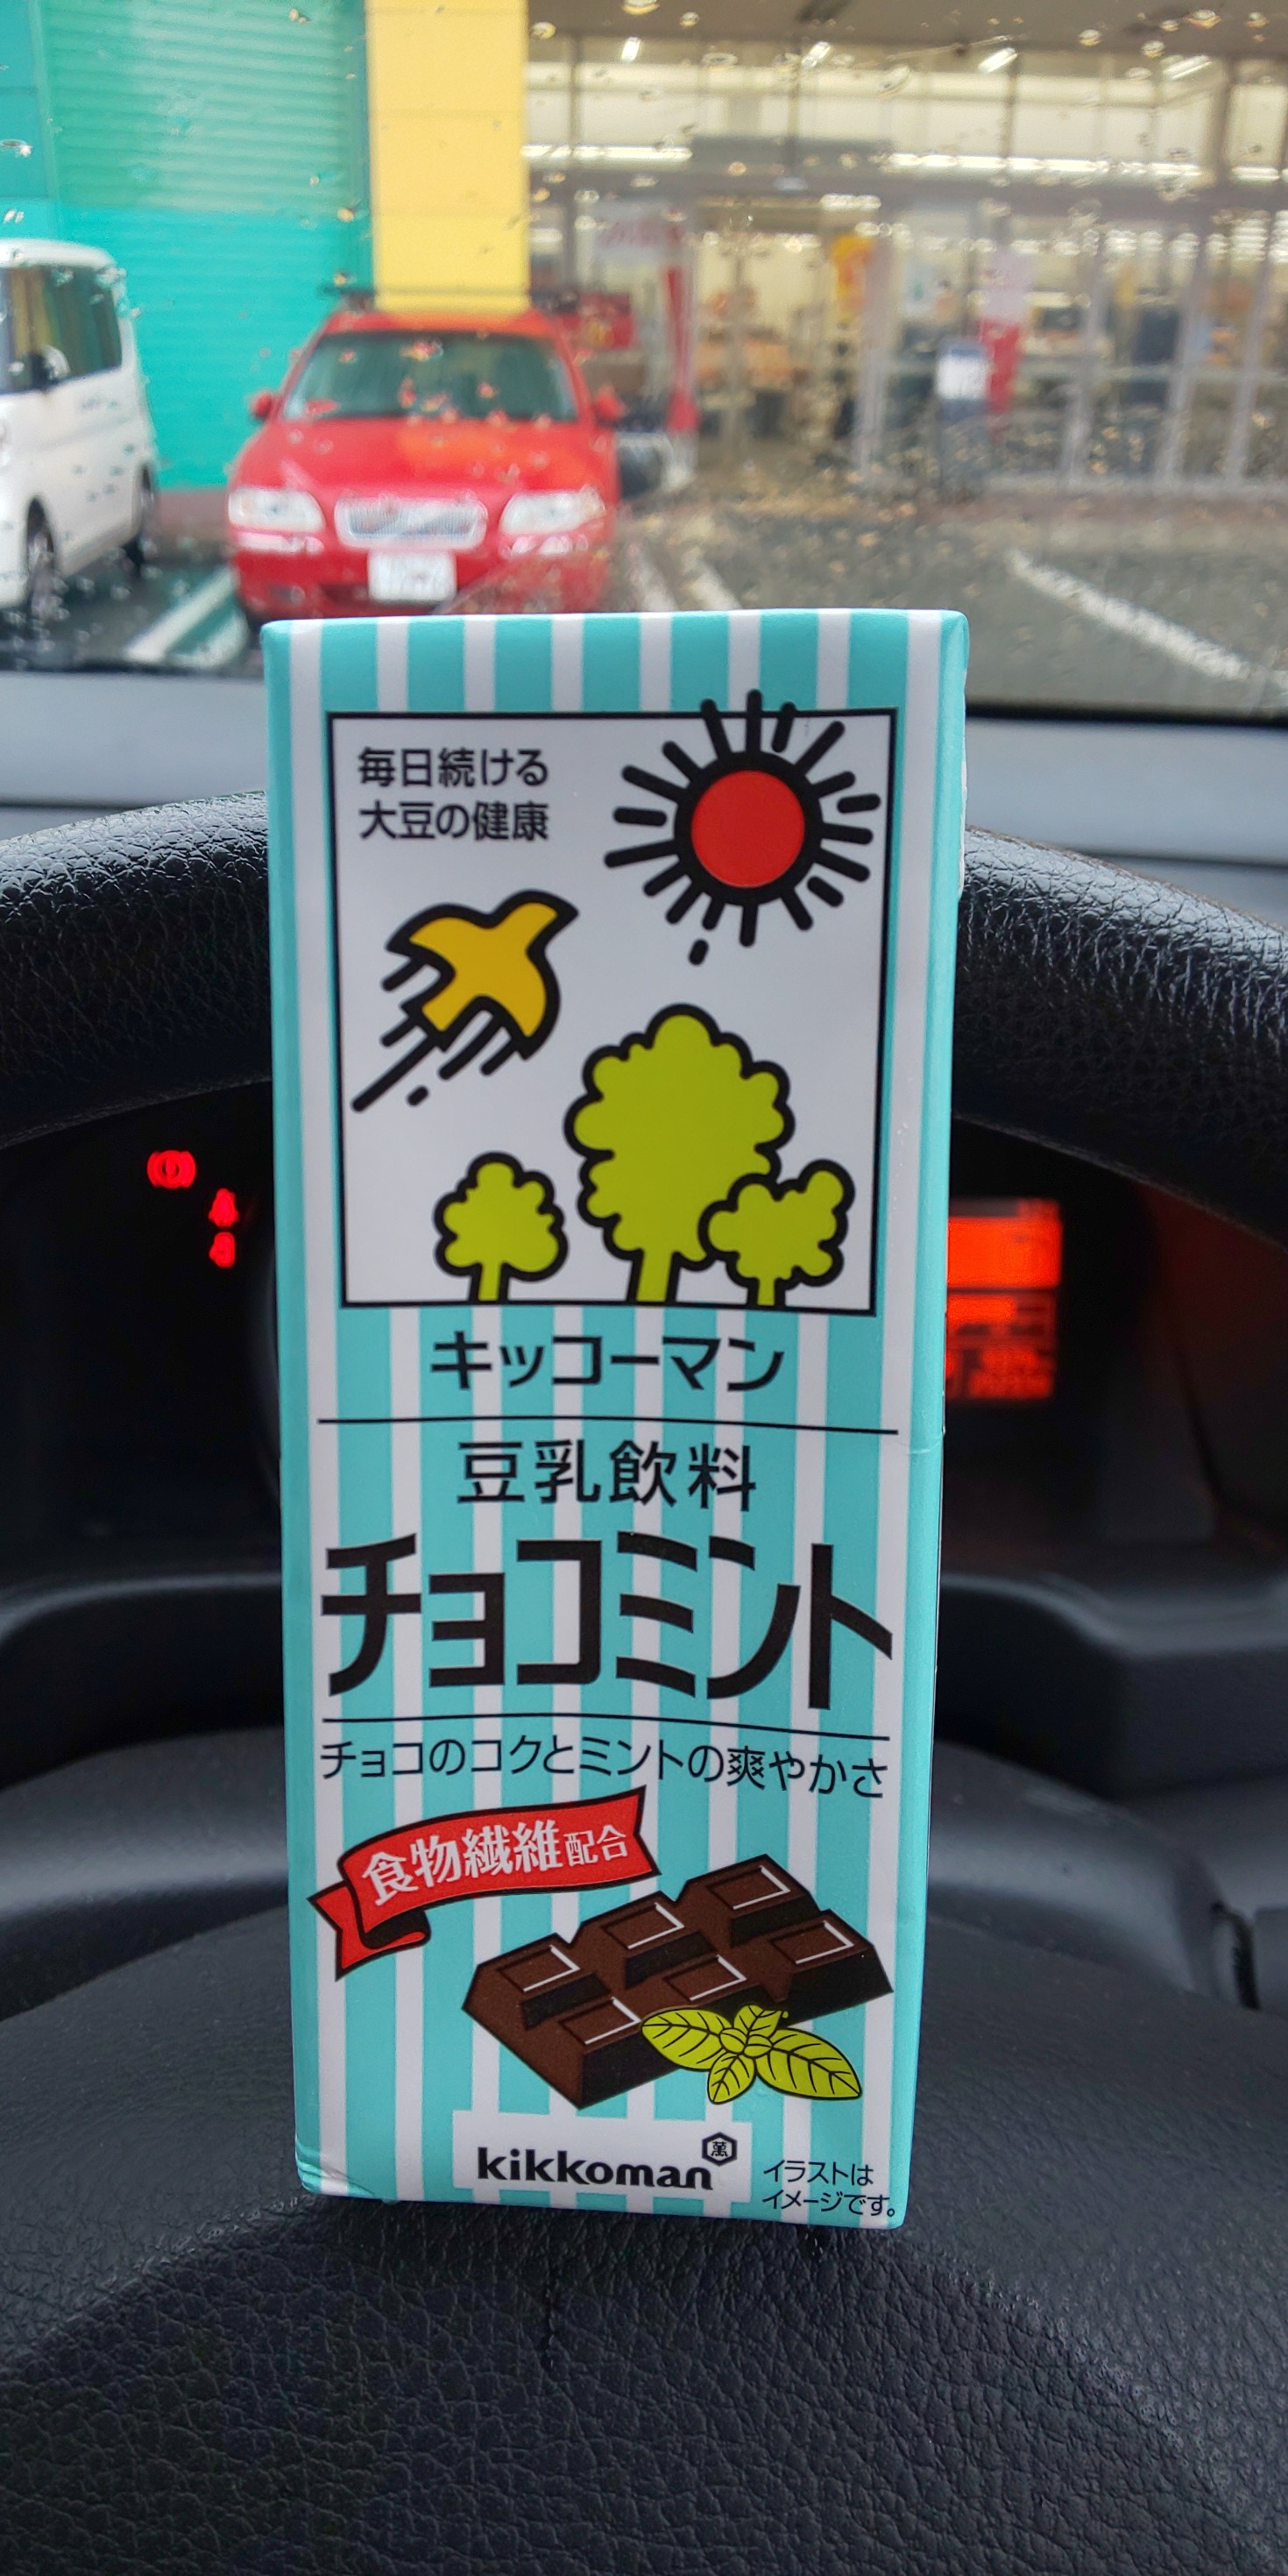 毎日続ける
大豆の健康
キッコーマン
豆乳飲料
チョコミント
チョコのコクとミントの爽やかさ
食物繊維配合
kikkoman 萬
イラストは
イメージです。